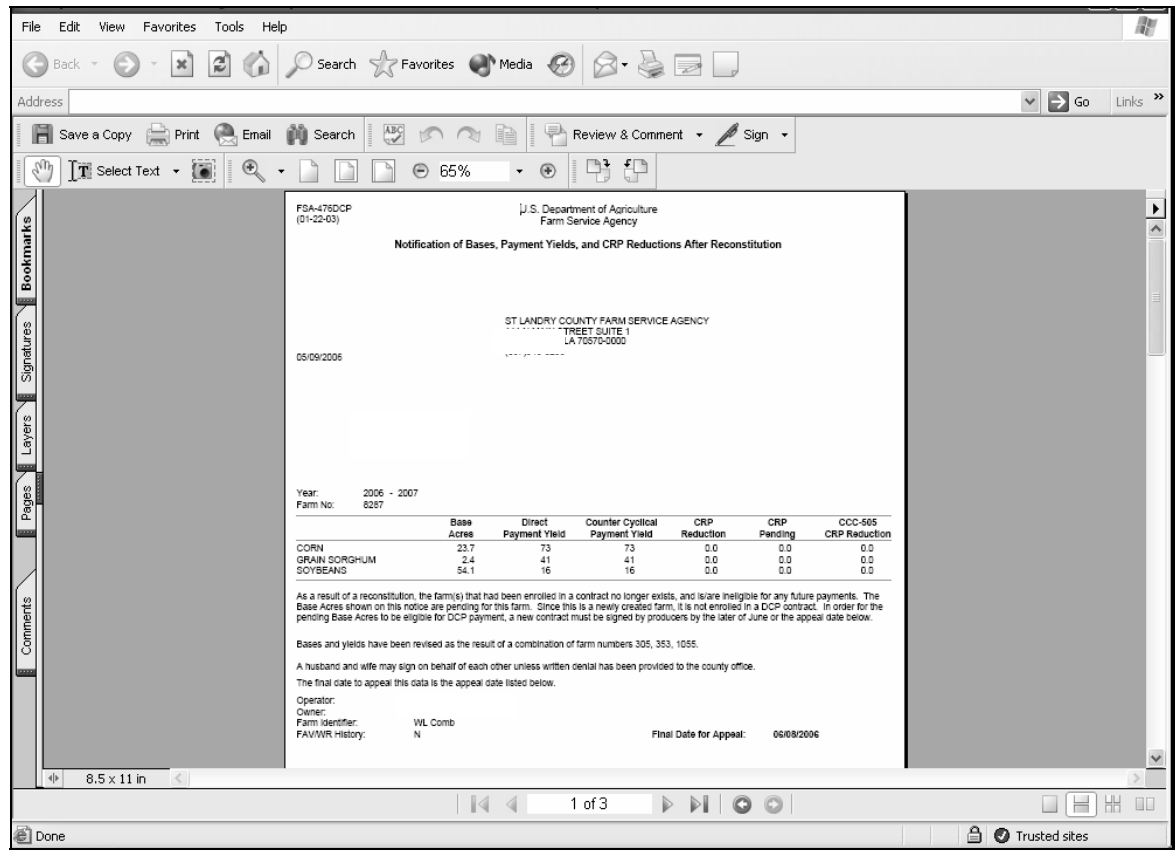 File Edit View Favorites Tools Help
Back Search Favorites Media
Address Go Links »
Save a Copy Print Email Search ABC Review & Comment Sign
Select Text 65%
Bookmarks
Signatures
Layers
Pages
Comments
FSA-476DCP U.S. Department of Agriculture
(01-22-03) Farm Service Agency
Notification of Bases, Payment Yields, and CRP Reductions After Reconstitution
ST LANDRY COUNTY FARM SERVICE AGENCY
STREET SUITE 1
LA 70570-0000
05/09/2006
Year: 2006 - 2007
Farm No: 8287
Base Direct Counter Cyclical CRP CRP CCC-505
Acres Payment Yield Payment Yield Reduction Pending CRP Reduction
CORN 23.7 73 73 0.0 0.0 0.0
GRAIN SORGHUM 2.4 41 41 0.0 0.0 0.0
SOYBEANS 54.1 16 16 0.0 0.0 0.0
As a result of a reconstitution, the farm(s) that had been enrolled in a contract no longer exists, and is/are ineligible for any future payments. The
Base Acres shown on this notice are pending for this farm. Since this is a newly created farm, it is not enrolled in a DCP contract. In order for the
pending Base Acres to be eligible for DCP payment, a new contract must be signed by producers by the later of June or the appeal date below.
Bases and yields have been revised as the result of a combination of farm numbers 305, 353, 1055.
A husband and wife may sign on behalf of each other unless written denial has been provided to the county office.
The final date to appeal this data is the appeal date listed below.
Operator:
Owner:
Farm Identifier: WL Comb
FAV/WR History: N Final Date for Appeal: 06/08/2006
8.5 x 11 in
1 of 3
Done Trusted sites